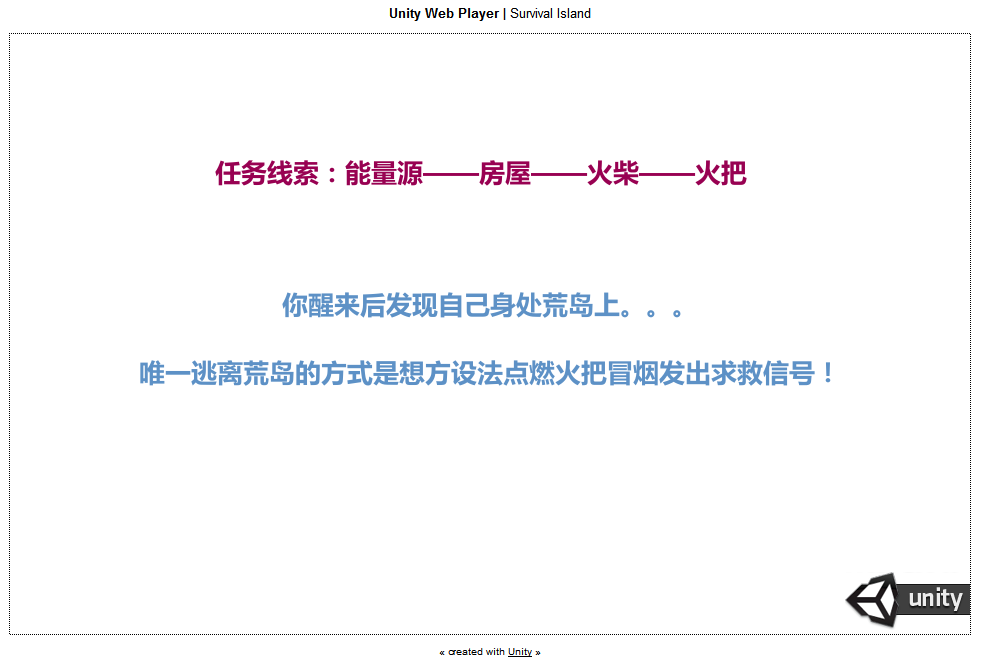 Unity Web Player | Survival Island
任务线索：能量源——房屋——火柴——火把
你醒来后发现自己身处荒岛上。。。
唯一逃离荒岛的方式是想方设法点燃火把冒烟发出求救信号！
unity
« created with Unity »